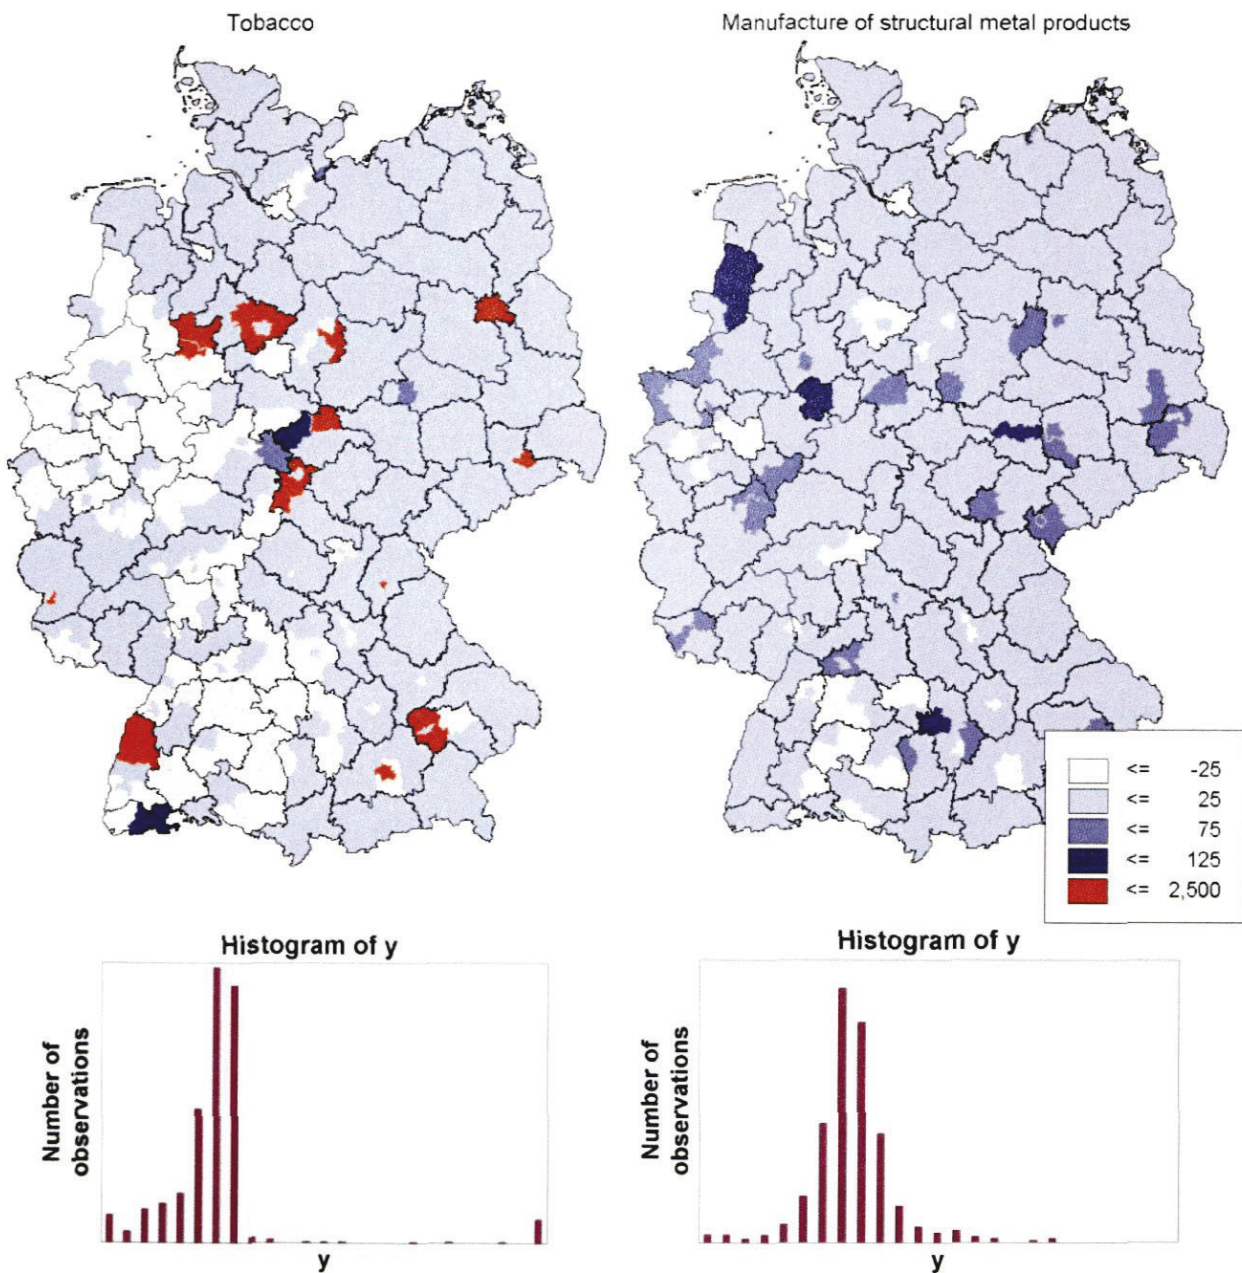 Tobacco
Manufacture of structural metal products
<= -25
<= 25
<= 75
<= 125
<= 2,500
Histogram of y
Number of
observations
y
Histogram of y
Number of
observations
y